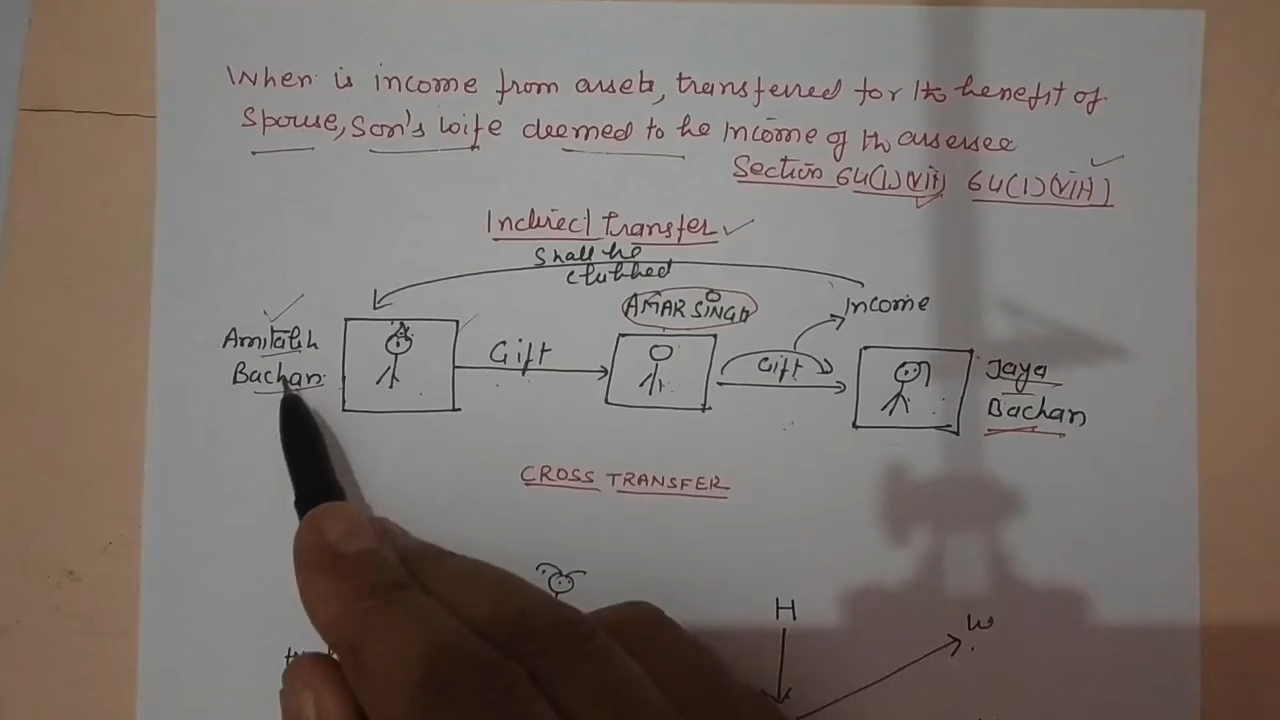 When is income from assets, transferred for the benefit of
Spouse, Son's wife deemed to be Income of the assessee
Section 64(1)(vii) 64(1)(viii)
Indirect transfer
Shall be
clubbed
Income
AMAR SINGH
Amitabh
Bachan
Gift
Gift
Jaya
Bachan
CROSS TRANSFER
H
W